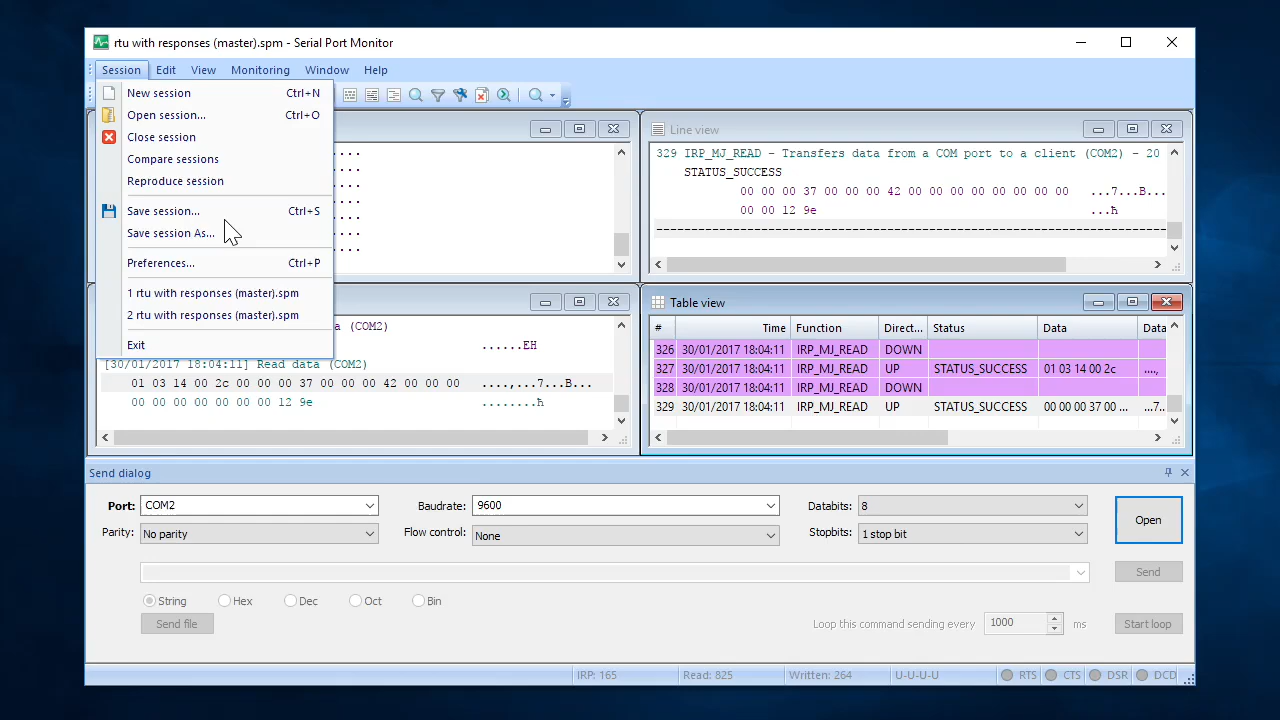 rtu with responses (master).spm - Serial Port Monitor
Session Edit View Monitoring Window Help
New session Ctrl+N
Open session... Ctrl+O
Close session
Compare sessions
Reproduce session
Save session... Ctrl+S
Save session As...
Preferences... Ctrl+P
1 rtu with responses (master).spm
2 rtu with responses (master).spm
Exit
....
....
....
....
....
....
Line view
329 IRP_MJ_READ - Transfers data from a COM port to a client (COM2) - 20
STATUS_SUCCESS
00 00 00 37 00 00 00 42 00 00 00 00 00 00 00 ...7...B...
00 00 12 9e ...ħ
a (COM2)
......EH
[30/01/2017 18:04:11] Read data (COM2)
01 03 14 00 2c 00 00 00 37 00 00 00 42 00 00 00 ....,...7...B...
00 00 00 00 00 00 00 12 9e ........ħ
Table view
# Time Function Direct... Status Data Data
326 30/01/2017 18:04:11 IRP_MJ_READ DOWN
327 30/01/2017 18:04:11 IRP_MJ_READ UP STATUS_SUCCESS 01 03 14 00 2c ....,
328 30/01/2017 18:04:11 IRP_MJ_READ DOWN
329 30/01/2017 18:04:11 IRP_MJ_READ UP STATUS_SUCCESS 00 00 00 37 00 ... ...7..
Send dialog
Port: COM2 Baudrate: 9600 Databits: 8 Open
Parity: No parity Flow control: None Stopbits: 1 stop bit
Send
String Hex Dec Oct Bin
Send file Loop this command sending every 1000 ms Start loop
IRP: 165 Read: 825 Written: 264 U-U-U-U RTS CTS DSR DCD